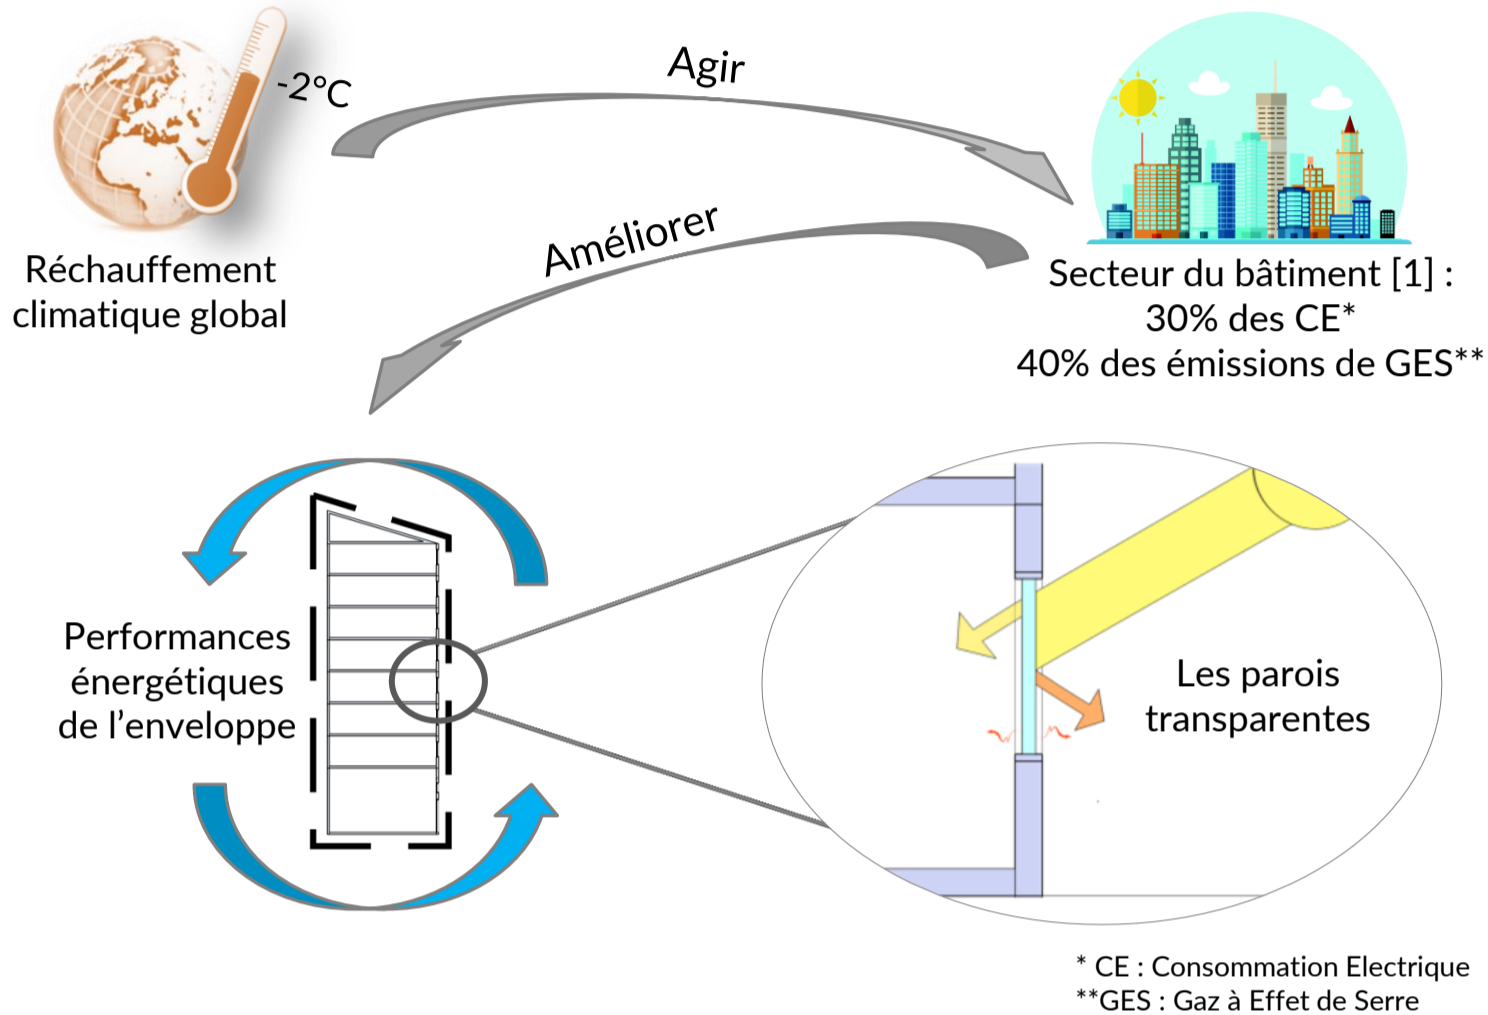 -2°C
Agir
Réchauffement
climatique global
Améliorer
Secteur du bâtiment [1] :
30% des CE*
40% des émissions de GES**
Performances
énergétiques
de l’enveloppe
Les parois
transparentes
* CE : Consommation Electrique
**GES : Gaz à Effet de Serre